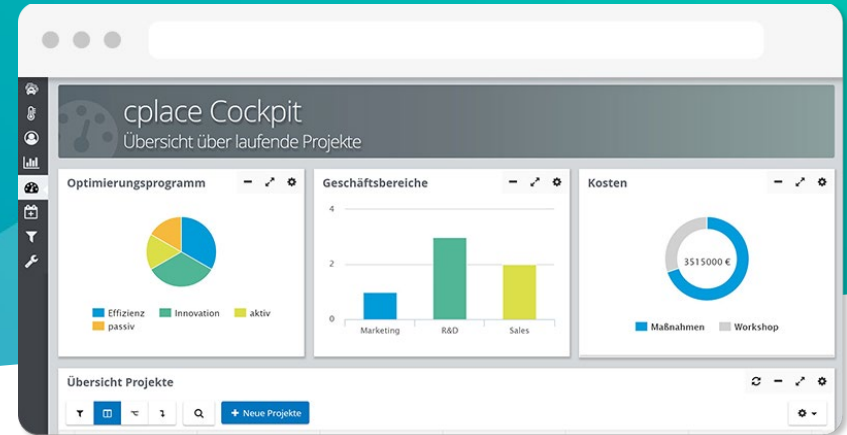 cplace Cockpit
Übersicht über laufende Projekte
Optimierungsprogramm
Effizienz Innovation aktiv
passiv
Geschäftsbereiche
4
2
0
Marketing R&D Sales
Kosten
3515000 €
Maßnahmen Workshop
Übersicht Projekte
+ Neue Projekte